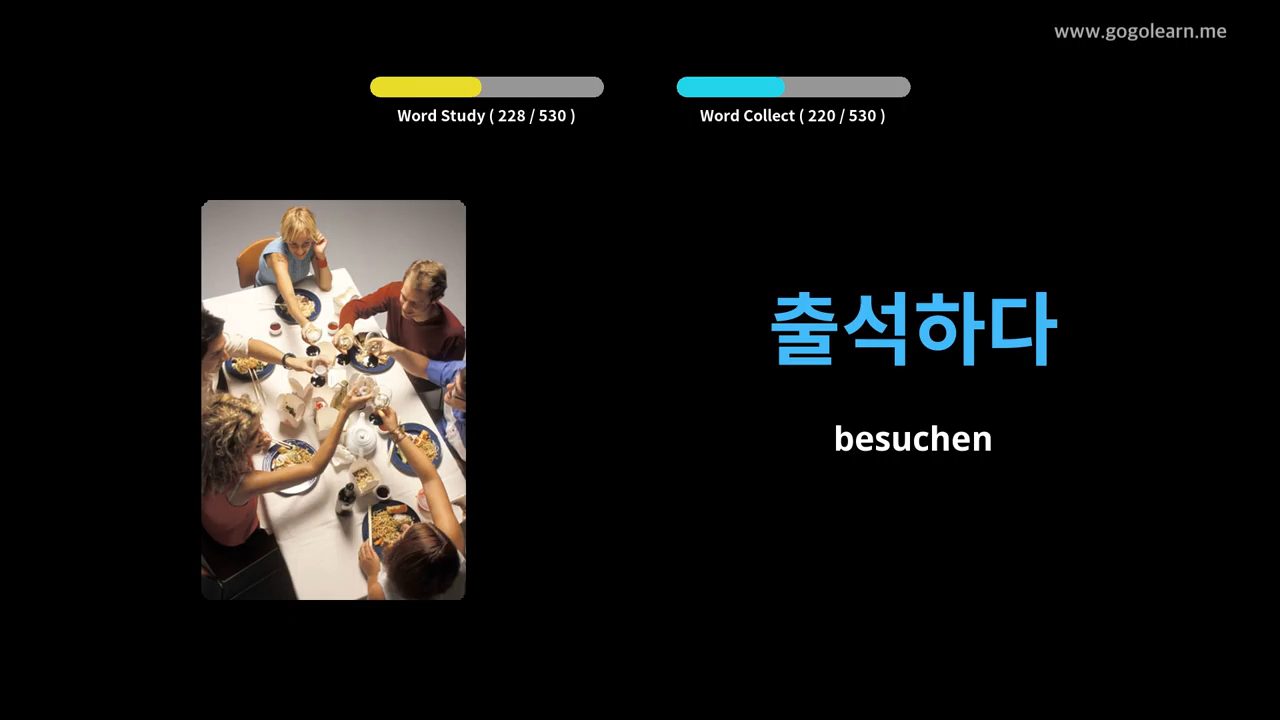 www.gogolearn.me
Word Study ( 228 / 530 )
Word Collect ( 220 / 530 )
출석하다
besuchen